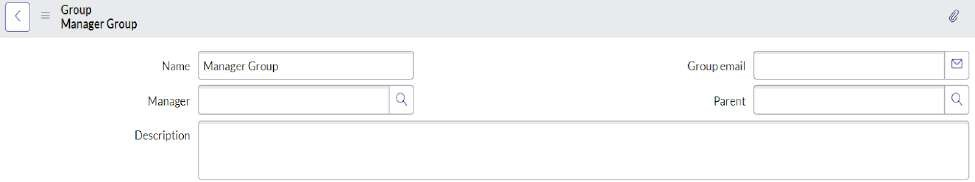 Group
Manager Group
Name Manager Group
Group email
Manager
Parent
Description